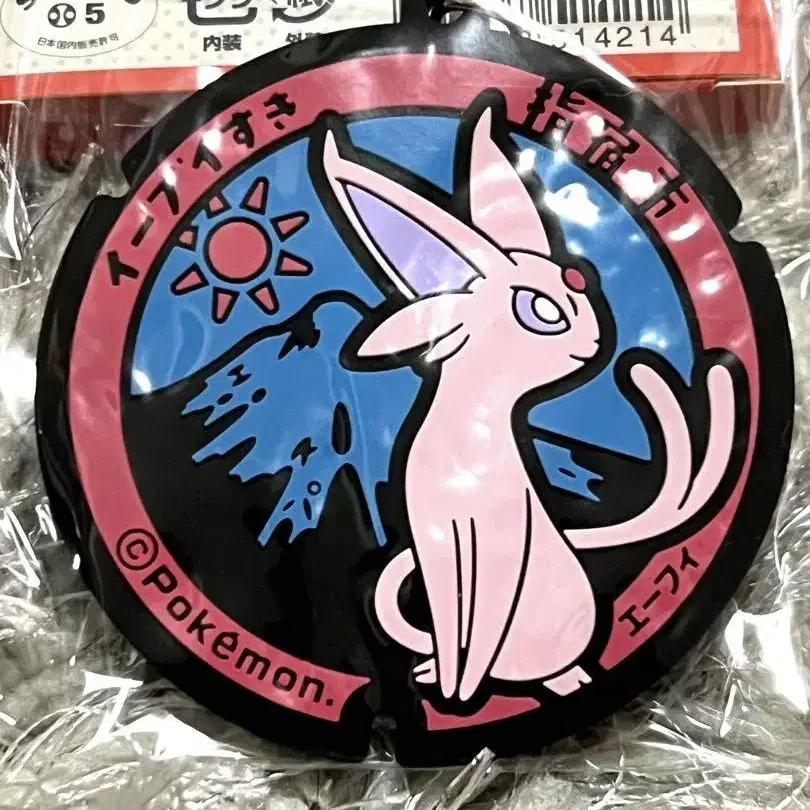 5
日本国内販売許可
内装
14214
イーブイすき
指宿市
エーフィ
©Pokémon.